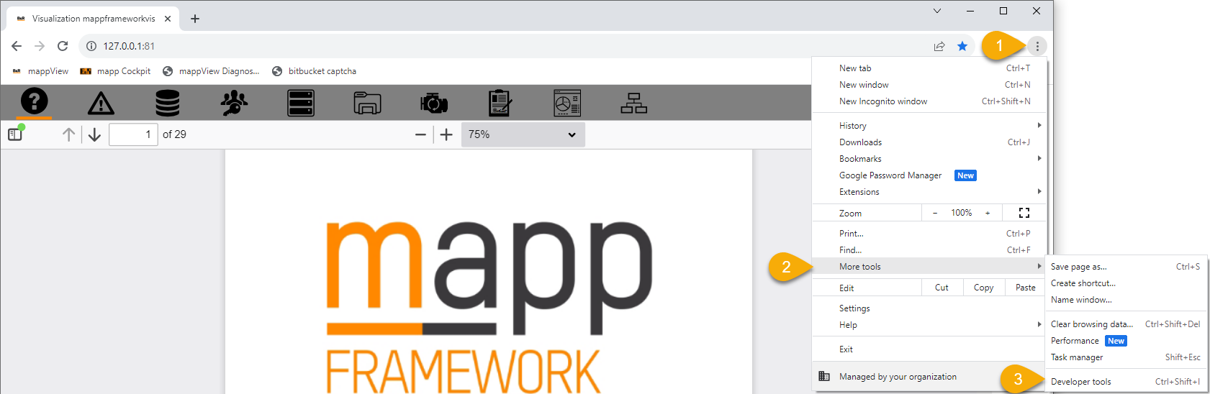 Visualization mappframeworkvis
127.0.0.1:81
1
mappView
mapp Cockpit
mappView Diagnos...
bitbucket captcha
1 of 29
75%
mapp
FRAMEWORK
New tab Ctrl+T
New window Ctrl+N
New Incognito window Ctrl+Shift+N
History
Downloads Ctrl+J
Bookmarks
Google Password Manager New
Extensions
Zoom - 100% +
Print... Ctrl+P
Find... Ctrl+F
2 More tools
Edit Cut Copy Paste
Settings
Help
Exit
Managed by your organization
Save page as... Ctrl+S
Create shortcut...
Name window...
Clear browsing data... Ctrl+Shift+Del
Performance New
Task manager Shift+Esc
3 Developer tools Ctrl+Shift+I